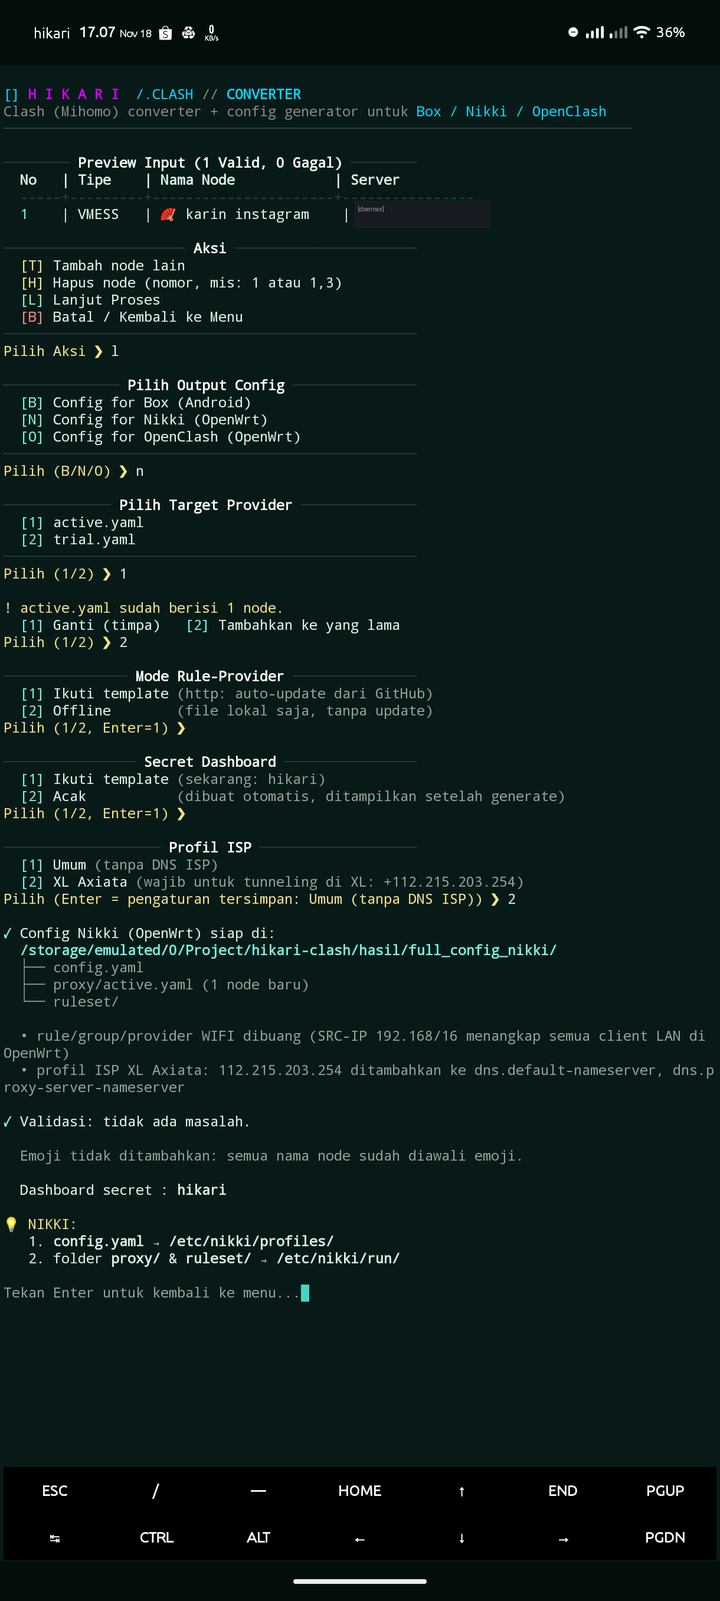 hikari 17.07 Nov 18 0 KB/s 36%
[] H I K A R I /.CLASH // CONVERTER
Clash (Mihomo) converter + config generator untuk Box / Nikki / OpenClash
Preview Input (1 Valid, 0 Gagal)
No | Tipe | Nama Node | Server
1 | VMESS | 🪭 karin instagram | [disensor]
Aksi
[T] Tambah node lain
[H] Hapus node (nomor, mis: 1 atau 1,3)
[L] Lanjut Proses
[B] Batal / Kembali ke Menu
Pilih Aksi ❯ l
Pilih Output Config
[B] Config for Box (Android)
[N] Config for Nikki (OpenWrt)
[O] Config for OpenClash (OpenWrt)
Pilih (B/N/O) ❯ n
Pilih Target Provider
[1] active.yaml
[2] trial.yaml
Pilih (1/2) ❯ 1
! active.yaml sudah berisi 1 node.
[1] Ganti (timpa) [2] Tambahkan ke yang lama
Pilih (1/2) ❯ 2
Mode Rule-Provider
[1] Ikuti template (http: auto-update dari GitHub)
[2] Offline (file lokal saja, tanpa update)
Pilih (1/2, Enter=1) ❯
Secret Dashboard
[1] Ikuti template (sekarang: hikari)
[2] Acak (dibuat otomatis, ditampilkan setelah generate)
Pilih (1/2, Enter=1) ❯
Profil ISP
[1] Umum (tanpa DNS ISP)
[2] XL Axiata (wajib untuk tunneling di XL: +112.215.203.254)
Pilih (Enter = pengaturan tersimpan: Umum (tanpa DNS ISP)) ❯ 2
✓ Config Nikki (OpenWrt) siap di:
/storage/emulated/0/Project/hikari-clash/hasil/full_config_nikki/
├── config.yaml
├── proxy/active.yaml (1 node baru)
└── ruleset/
• rule/group/provider WIFI dibuang (SRC-IP 192.168/16 menangkap semua client LAN di
OpenWrt)
• profil ISP XL Axiata: 112.215.203.254 ditambahkan ke dns.default-nameserver, dns.p
roxy-server-nameserver
✓ Validasi: tidak ada masalah.
Emoji tidak ditambahkan: semua nama node sudah diawali emoji.
Dashboard secret : hikari
💡 NIKKI:
1. config.yaml → /etc/nikki/profiles/
2. folder proxy/ & ruleset/ → /etc/nikki/run/
Tekan Enter untuk kembali ke menu...
ESC / — HOME ↑ END PGUP
↹ CTRL ALT ← ↓ → PGDN